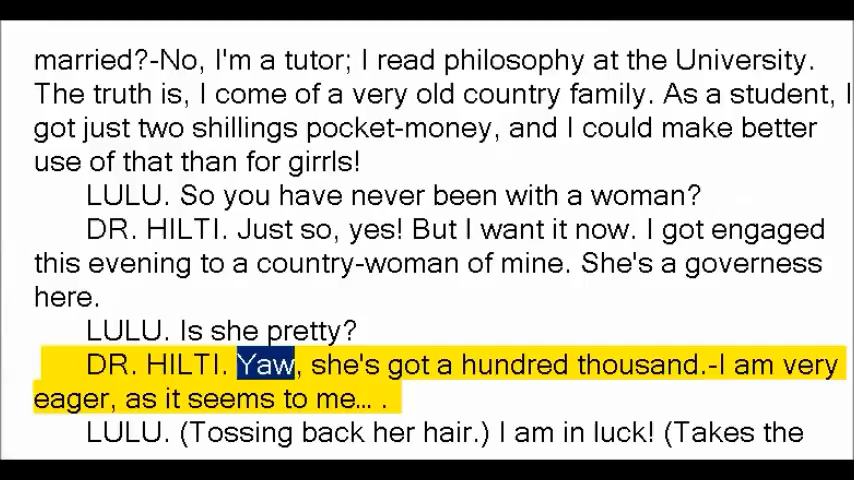 married?-No, I'm a tutor; I read philosophy at the University.
The truth is, I come of a very old country family. As a student, I
got just two shillings pocket-money, and I could make better
use of that than for girrls!
LULU. So you have never been with a woman?
DR. HILTI. Just so, yes! But I want it now. I got engaged
this evening to a country-woman of mine. She's a governess
here.
LULU. Is she pretty?
DR. HILTI. Yaw, she's got a hundred thousand.-I am very
eager, as it seems to me... .
LULU. (Tossing back her hair.) I am in luck! (Takes the